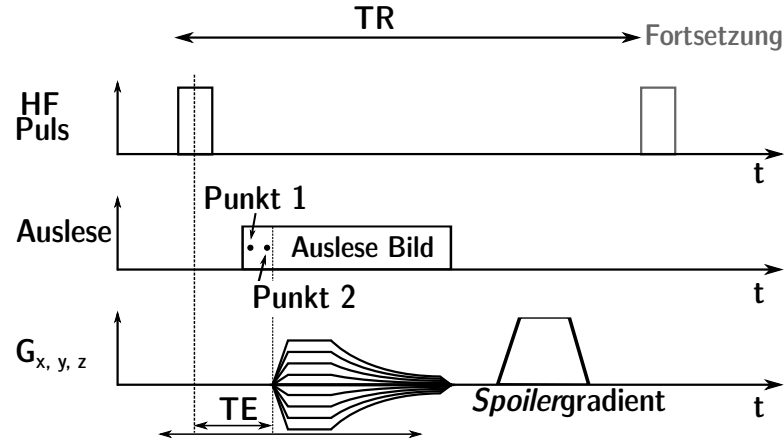 TR
Fortsetzung
HF
Puls
t
Punkt 1
Auslese
Auslese Bild
Punkt 2
t
Gx, y, z
TE
Spoilergradient
t